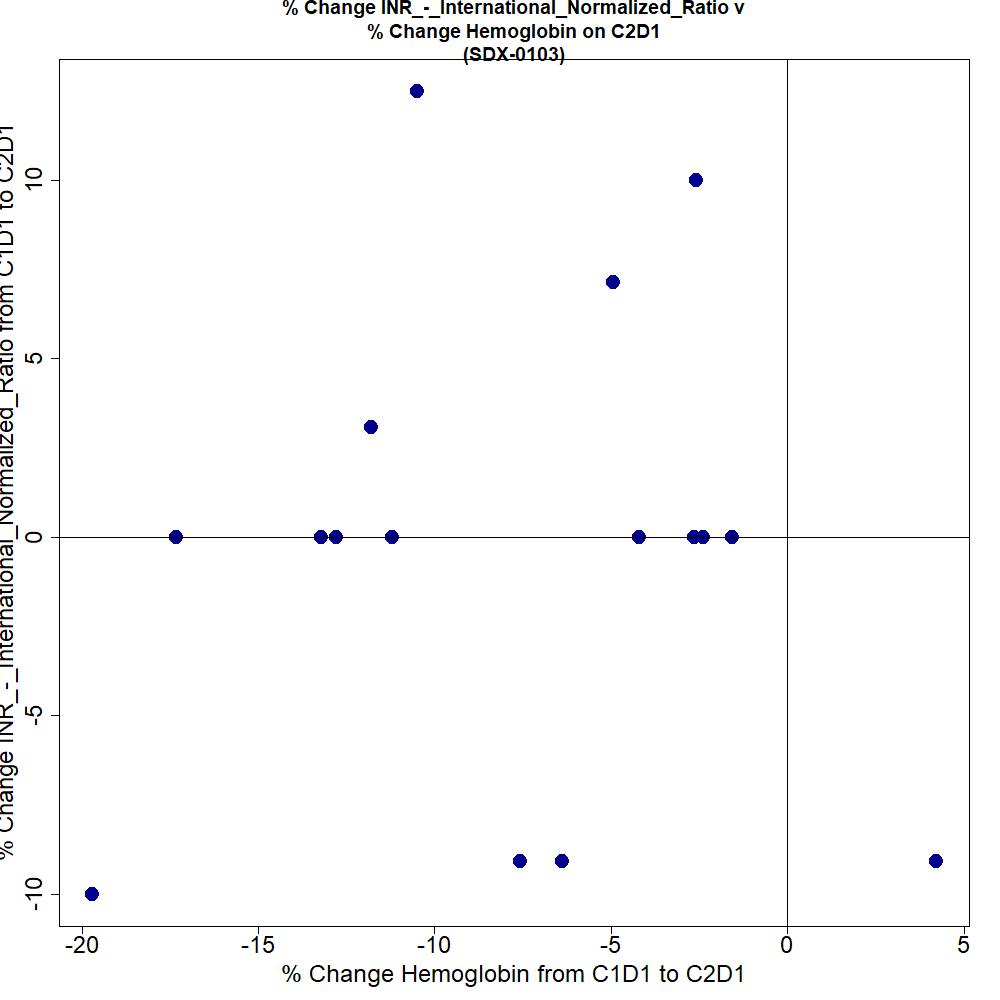 % Change INR_-_International_Normalized_Ratio v
% Change Hemoglobin on C2D1
(SDX-0103)
% Change INR_-_International_Normalized_Ratio from C1D1 to C2D1
10
5
0
-5
-10
-20
-15
-10
-5
0
5
% Change Hemoglobin from C1D1 to C2D1